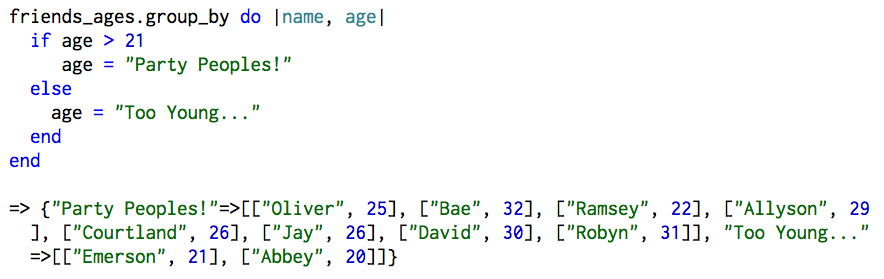 friends_ages.group_by do |name, age|
  if age > 21
     age = "Party Peoples!"
  else
    age = "Too Young..."
  end
end
=> {"Party Peoples!"=>[["Oliver", 25], ["Bae", 32], ["Ramsey", 22], ["Allyson", 29
  ], ["Courtland", 26], ["Jay", 26], ["David", 30], ["Robyn", 31]], "Too Young..."
  =>[["Emerson", 21], ["Abbey", 20]]}